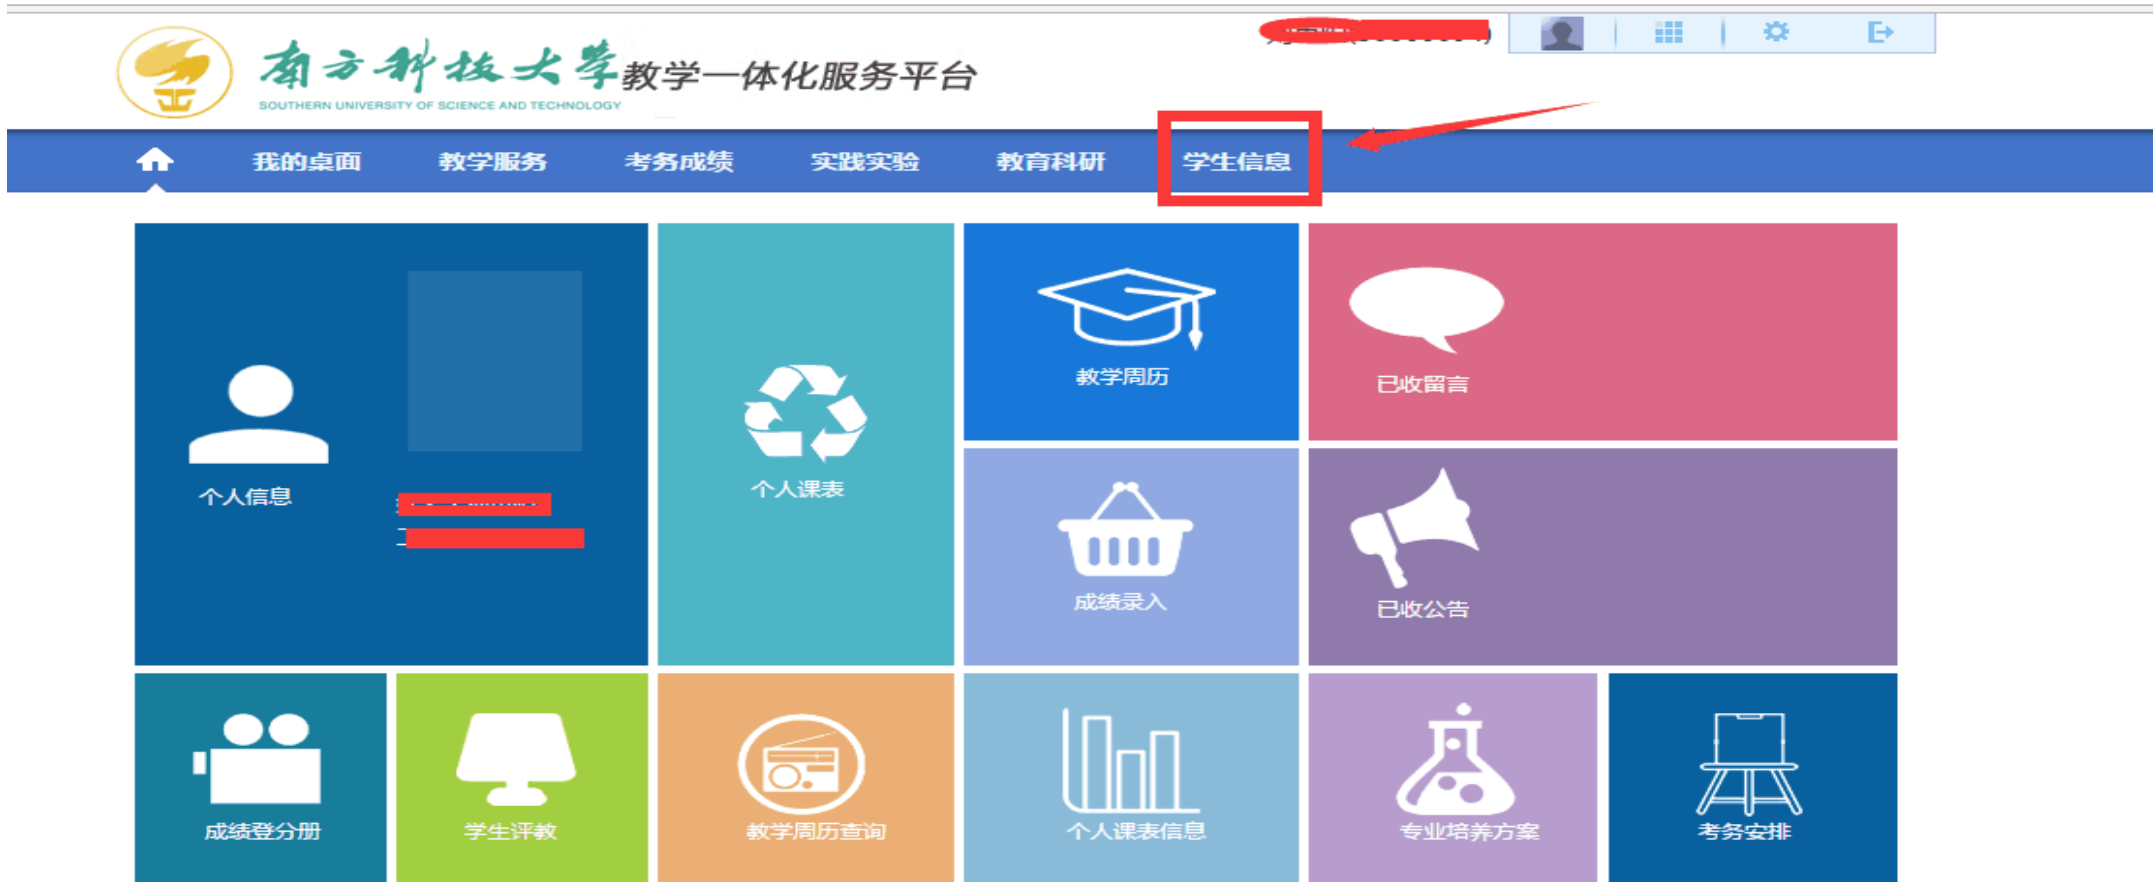 南方科技大学教学一体化服务平台
SOUTHERN UNIVERSITY OF SCIENCE AND TECHNOLOGY
我的桌面 教学服务 考务成绩 实践实验 教育科研 学生信息
教学周历
已收留言
个人信息
个人课表
成绩录入
已收公告
成绩登分册
学生评教
教学周历查询
个人课表信息
专业培养方案
考务安排